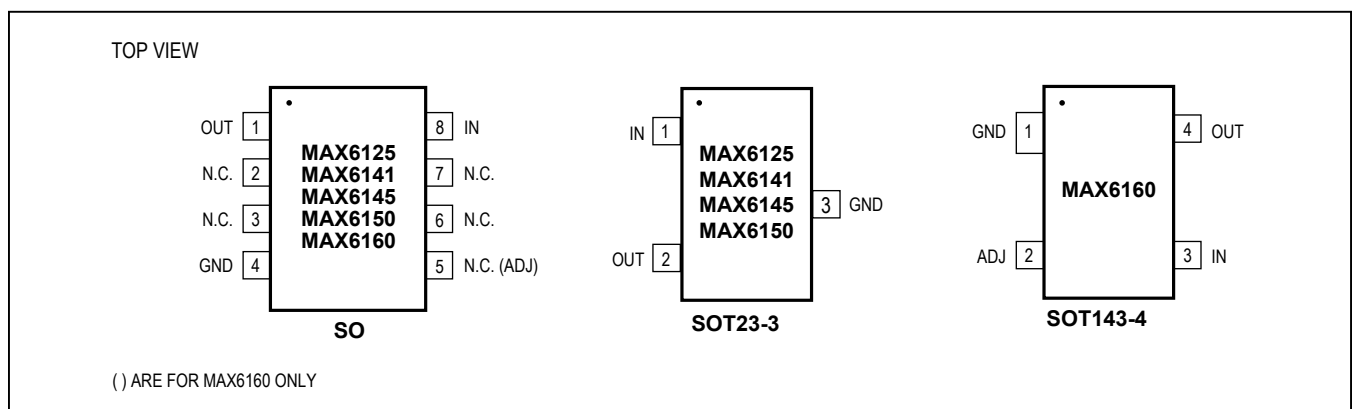 TOP VIEW
OUT 1
N.C. 2
N.C. 3
GND 4
MAX6125
MAX6141
MAX6145
MAX6150
MAX6160
8 IN
7 N.C.
6 N.C.
5 N.C. (ADJ)
SO
IN 1
OUT 2
MAX6125
MAX6141
MAX6145
MAX6150
3 GND
SOT23-3
GND 1
ADJ 2
MAX6160
4 OUT
3 IN
SOT143-4
( ) ARE FOR MAX6160 ONLY